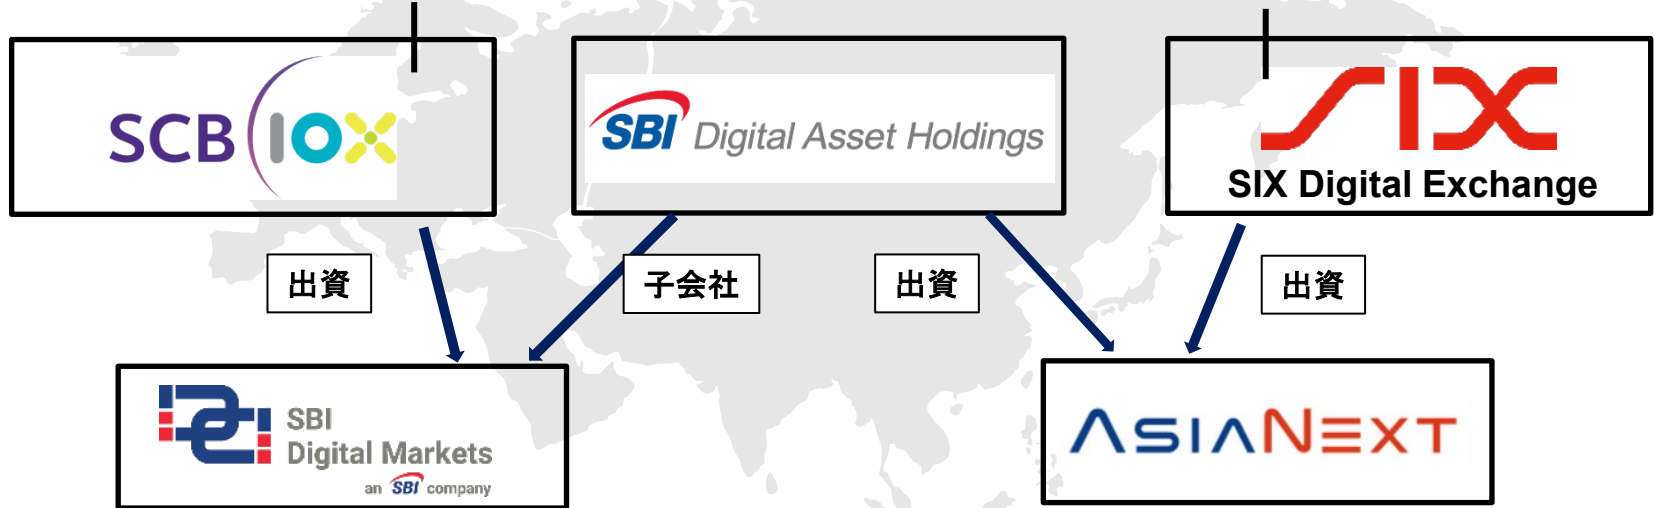 SCB 10X
SBI Digital Asset Holdings
SIX
SIX Digital Exchange
出資
子会社
出資
出資
SBI
Digital Markets
an SBI company
ASIANEXT